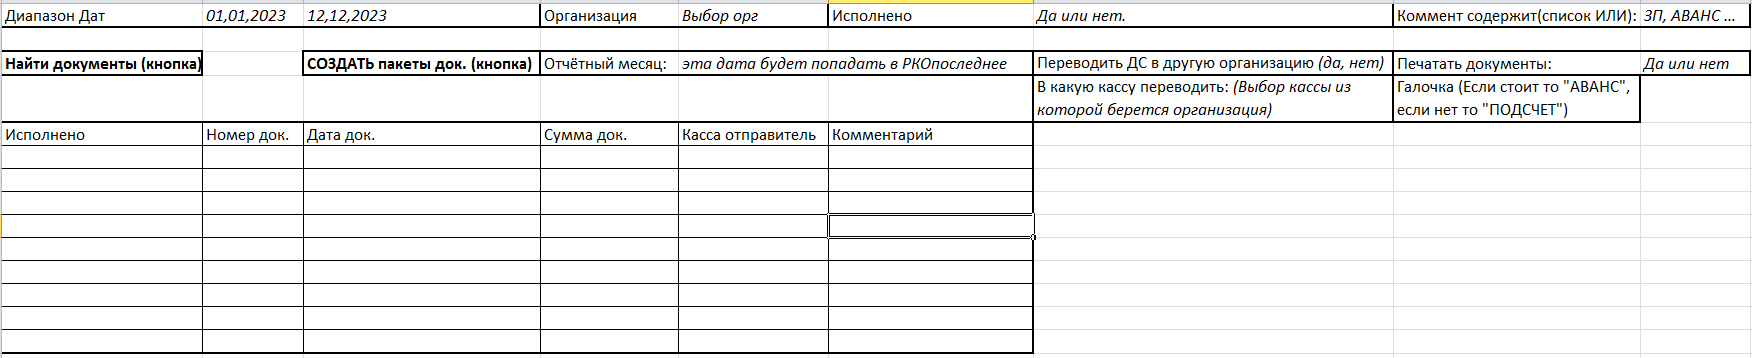 Диапазон Дат 01,01,2023 12,12,2023 Организация Выбор орг Исполнено Да или нет. Коммент содержит(список ИЛИ): ЗП, АВАНС ...
Найти документы (кнопка) СОЗДАТЬ пакеты док. (кнопка) Отчётный месяц: эта дата будет попадать в РКОпоследнее Переводить ДС в другую организацию (да, нет) Печатать документы: Да или нет
В какую кассу переводить: (Выбор кассы из
которой берется организация)
Галочка (Если стоит то "АВАНС",
если нет то "ПОДСЧЕТ")
Исполнено Номер док. Дата док. Сумма док. Касса отправитель Комментарий